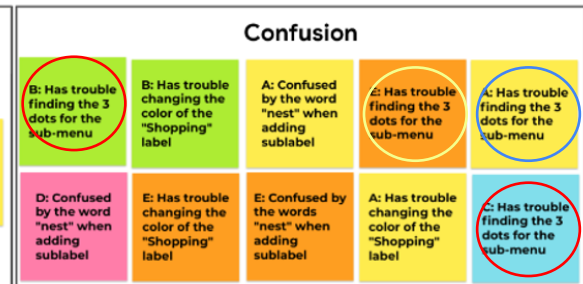 Confusion
B: Has trouble
finding the 3
dots for the
sub-menu
B: Has trouble
changing the
color of the
"Shopping"
label
A: Confused
by the word
"nest" when
adding
sublabel
E: Has trouble
finding the 3
dots for the
sub-menu
A: Has trouble
finding the 3
dots for the
sub-menu
D: Confused
by the word
"nest" when
adding
sublabel
E: Has trouble
changing the
color of the
"Shopping"
label
E: Confused by
the words
"nest" when
adding
sublabel
A: Has trouble
changing the
color of the
"Shopping"
label
C: Has trouble
finding the 3
dots for the
sub-menu